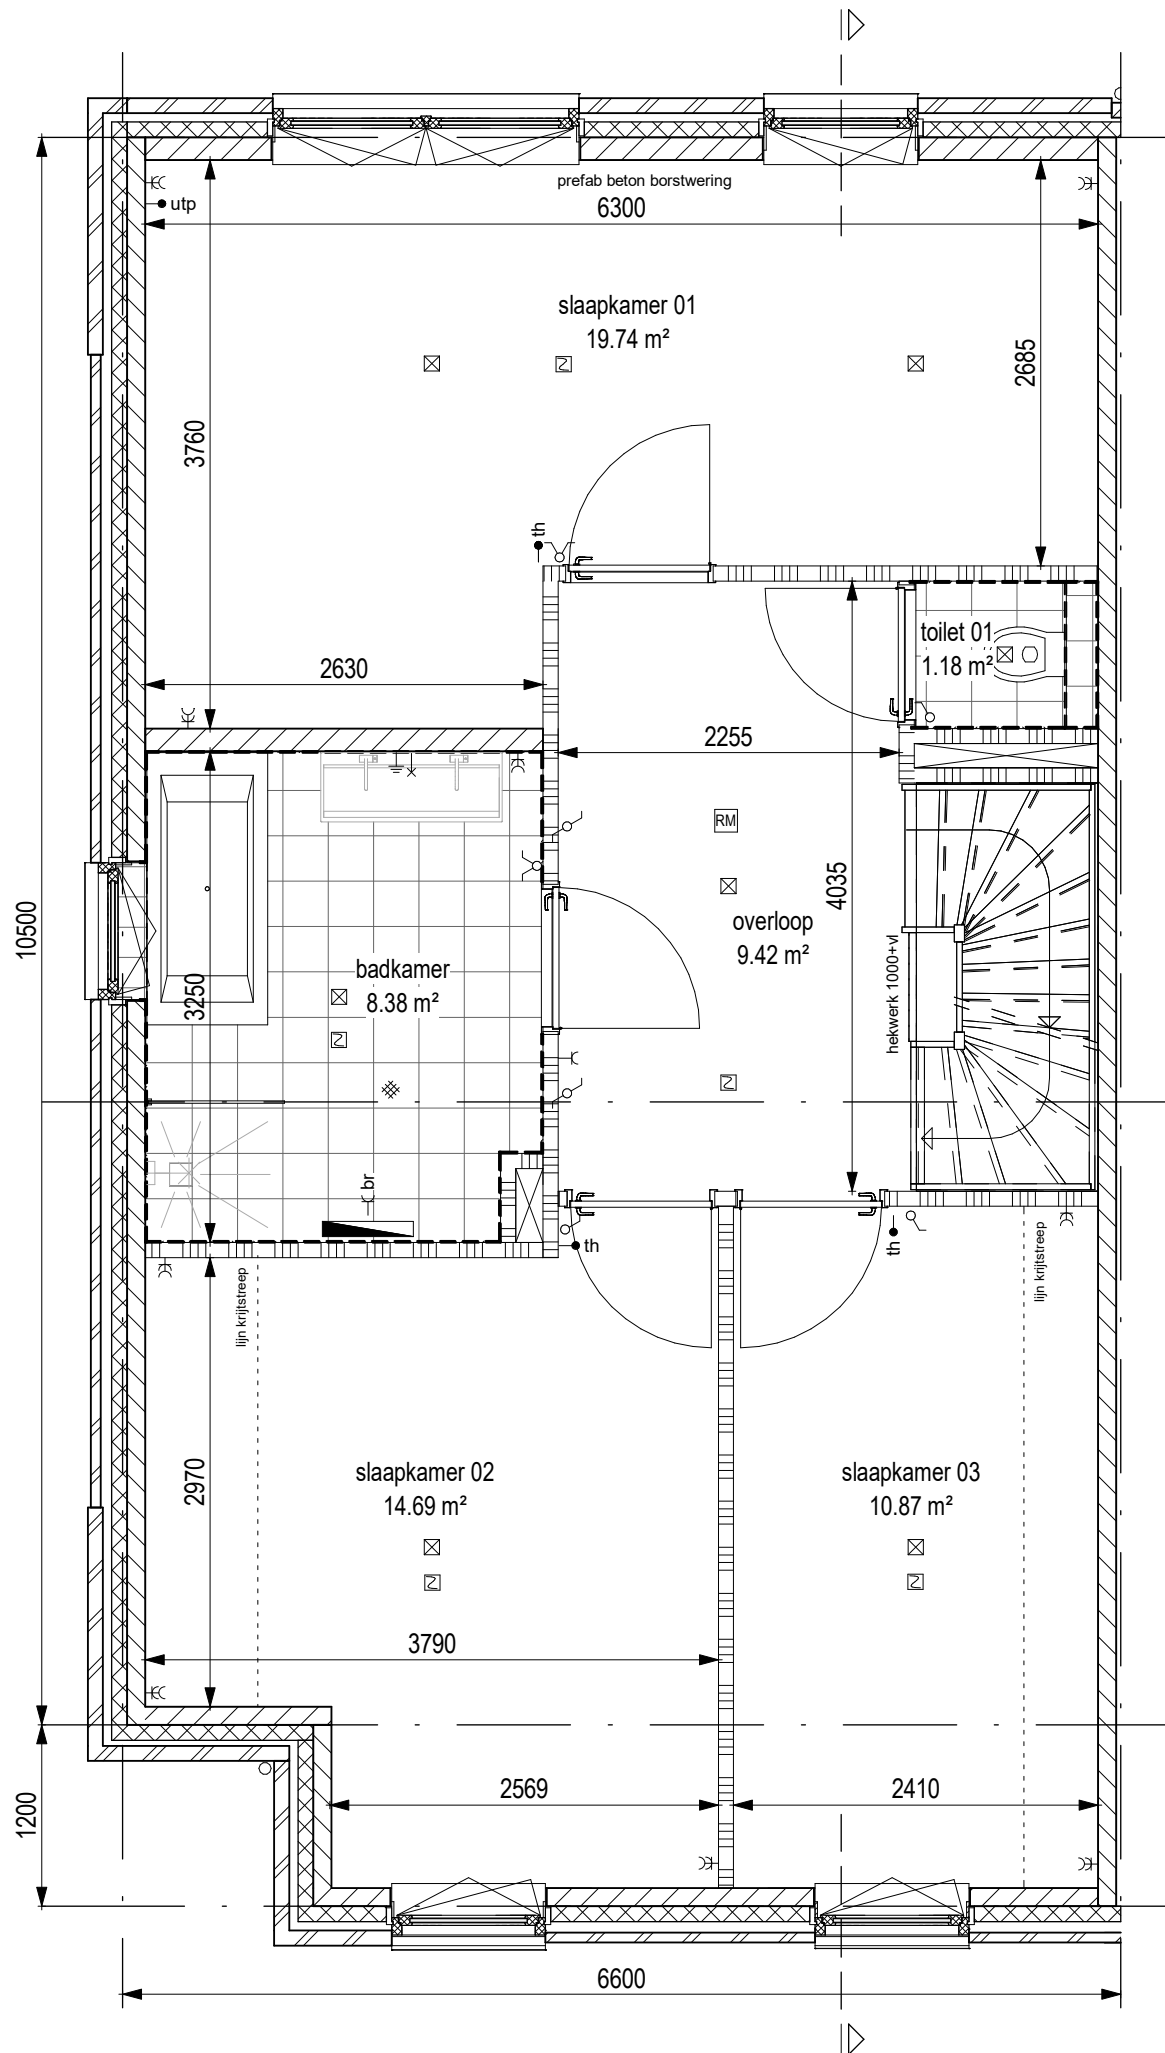 prefab beton borstwering
utp
6300
slaapkamer 01
19.74 m²
2685
3760
th
toilet 01
1.18 m²
2630
2255
RM
4035
overloop
9.42 m²
10500
badkamer
8.38 m²
3250
hekwerk 1000+vl
br
th
th
lijn krijtstreep
lijn krijtstreep
slaapkamer 02
14.69 m²
slaapkamer 03
10.87 m²
2970
3790
2569
2410
1200
6600